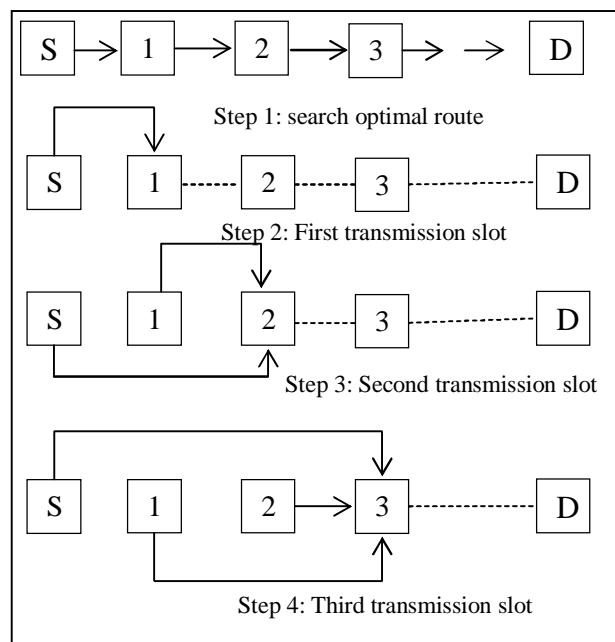 S 1 2 3 D
Step 1: search optimal route
S 1 2 3 D
Step 2: First transmission slot
S 1 2 3 D
Step 3: Second transmission slot
S 1 2 3 D
Step 4: Third transmission slot